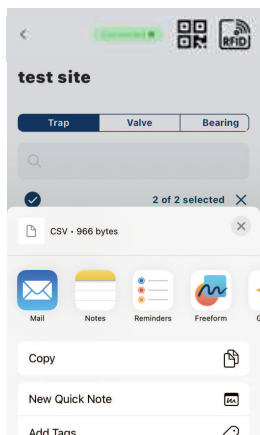 RFID
test site
Trap Valve Bearing
2 of 2 selected
CSV • 966 bytes
Mail Notes Reminders Freeform
Copy
New Quick Note
Add Tags